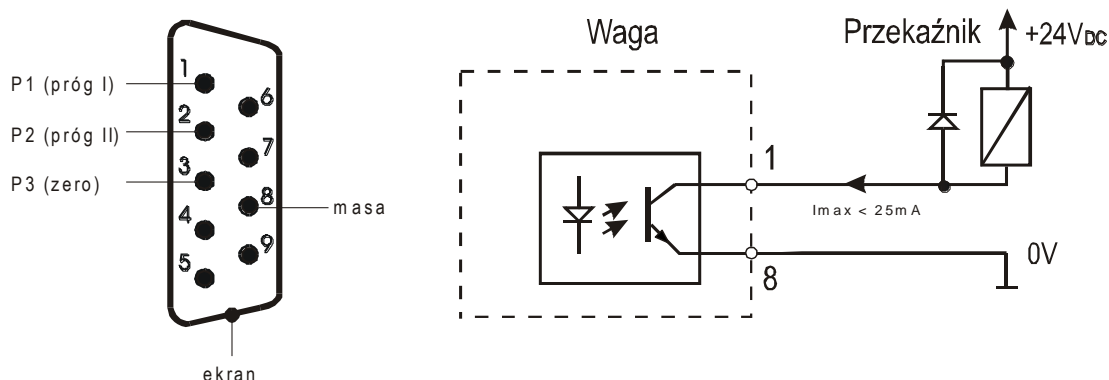 1
P1 (próg I)
6
2
P2 (próg II)
7
3
P3 (zero)
8
masa
4
9
5
ekran
Waga
Przekaźnik
+24VDC
1
Imax < 25mA
8
0V